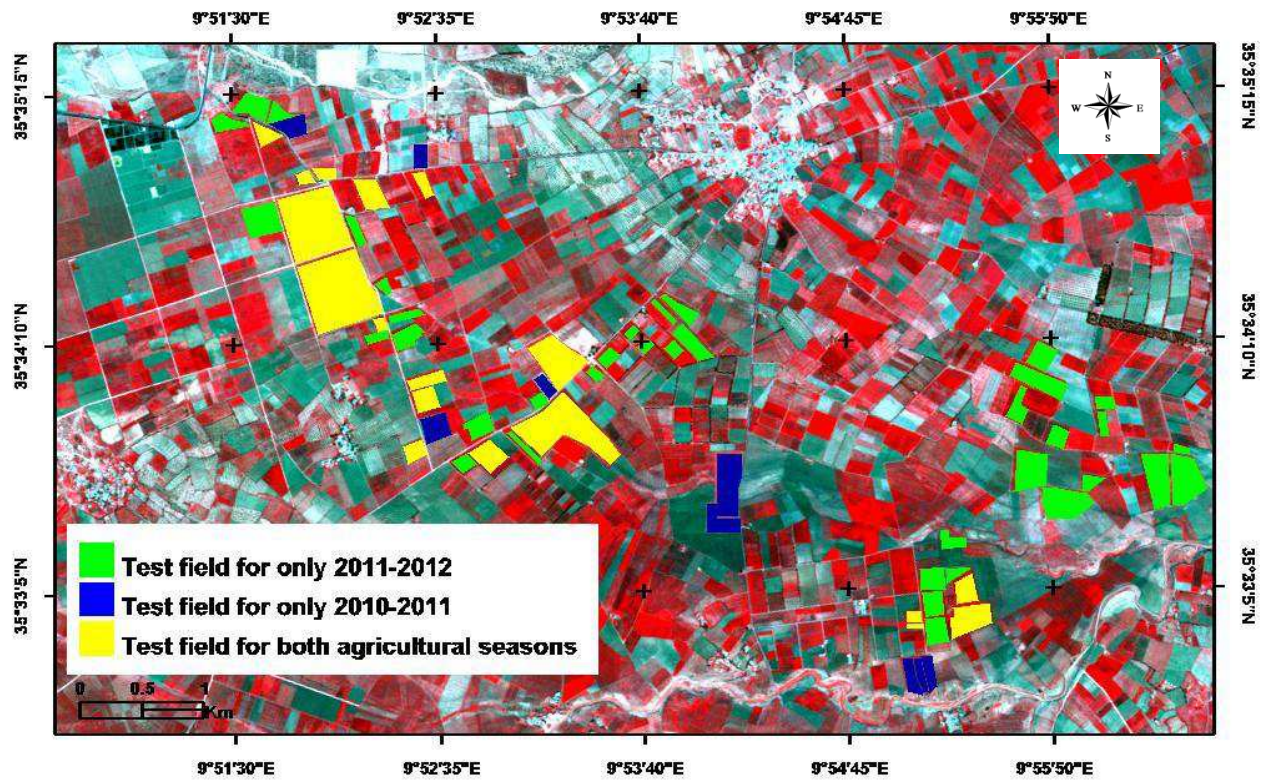 9°51'30"E 9°52'35"E 9°53'40"E 9°54'45"E 9°55'50"E
35°35'15"N 35°35'15"N
N
W E
S
35°34'10"N 35°34'10"N
35°33'5"N 35°33'5"N
Test field for only 2011-2012
Test field for only 2010-2011
Test field for both agricultural seasons
0 0.5 1
Km
9°51'30"E 9°52'35"E 9°53'40"E 9°54'45"E 9°55'50"E